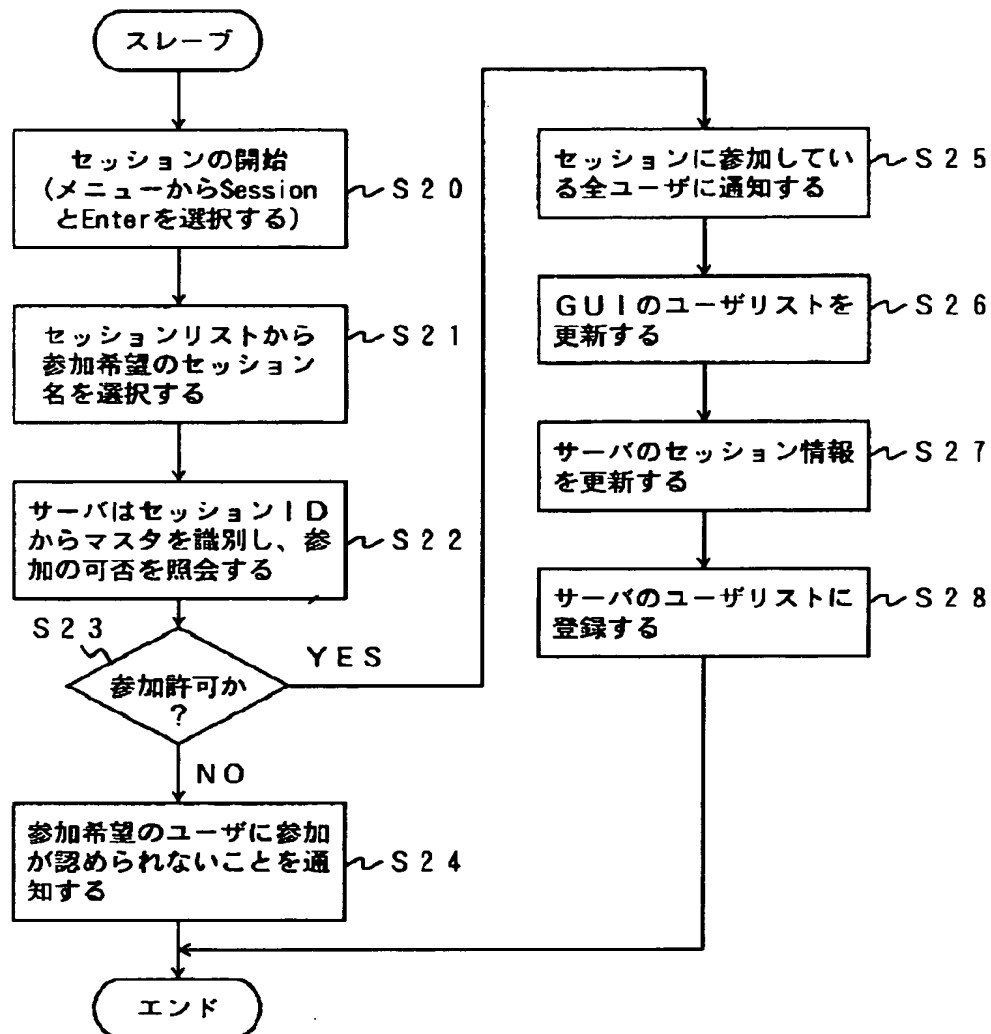 スレーブ
セッションの開始
(メニューからSession
とEnterを選択する)
S20
セッションリストから
参加希望のセッション
名を選択する
S21
サーバはセッションID
からマスタを識別し、参
加の可否を照会する
S22
S23
参加許可か
?
YES
NO
参加希望のユーザに参加
が認められないことを通
知する
S24
セッションに参加してい
る全ユーザに通知する
S25
GUIのユーザリストを
更新する
S26
サーバのセッション情報
を更新する
S27
サーバのユーザリストに
登録する
S28
エンド